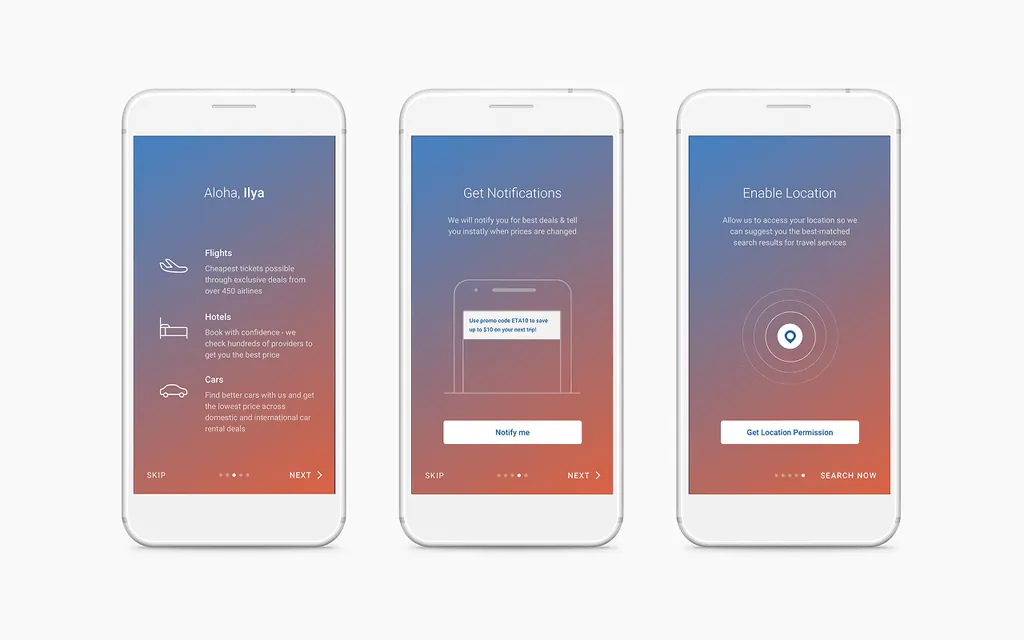 Aloha, Ilya
Flights
Cheapest tickets possible
through exclusive deals from
over 450 airlines
Hotels
Book with confidence - we
check hundreds of providers to
get you the best price
Cars
Find better cars with us and get
the lowest price across
domestic and international car
rental deals
SKIP
NEXT
Get Notifications
We will notify you for best deals & tell
you instatly when prices are changed
Use promo code ETA10 to save
up to $10 on your next trip!
Notify me
SKIP
NEXT
Enable Location
Allow us to access your location so we
can suggest you the best-matched
search results for travel services
Get Location Permission
SEARCH NOW